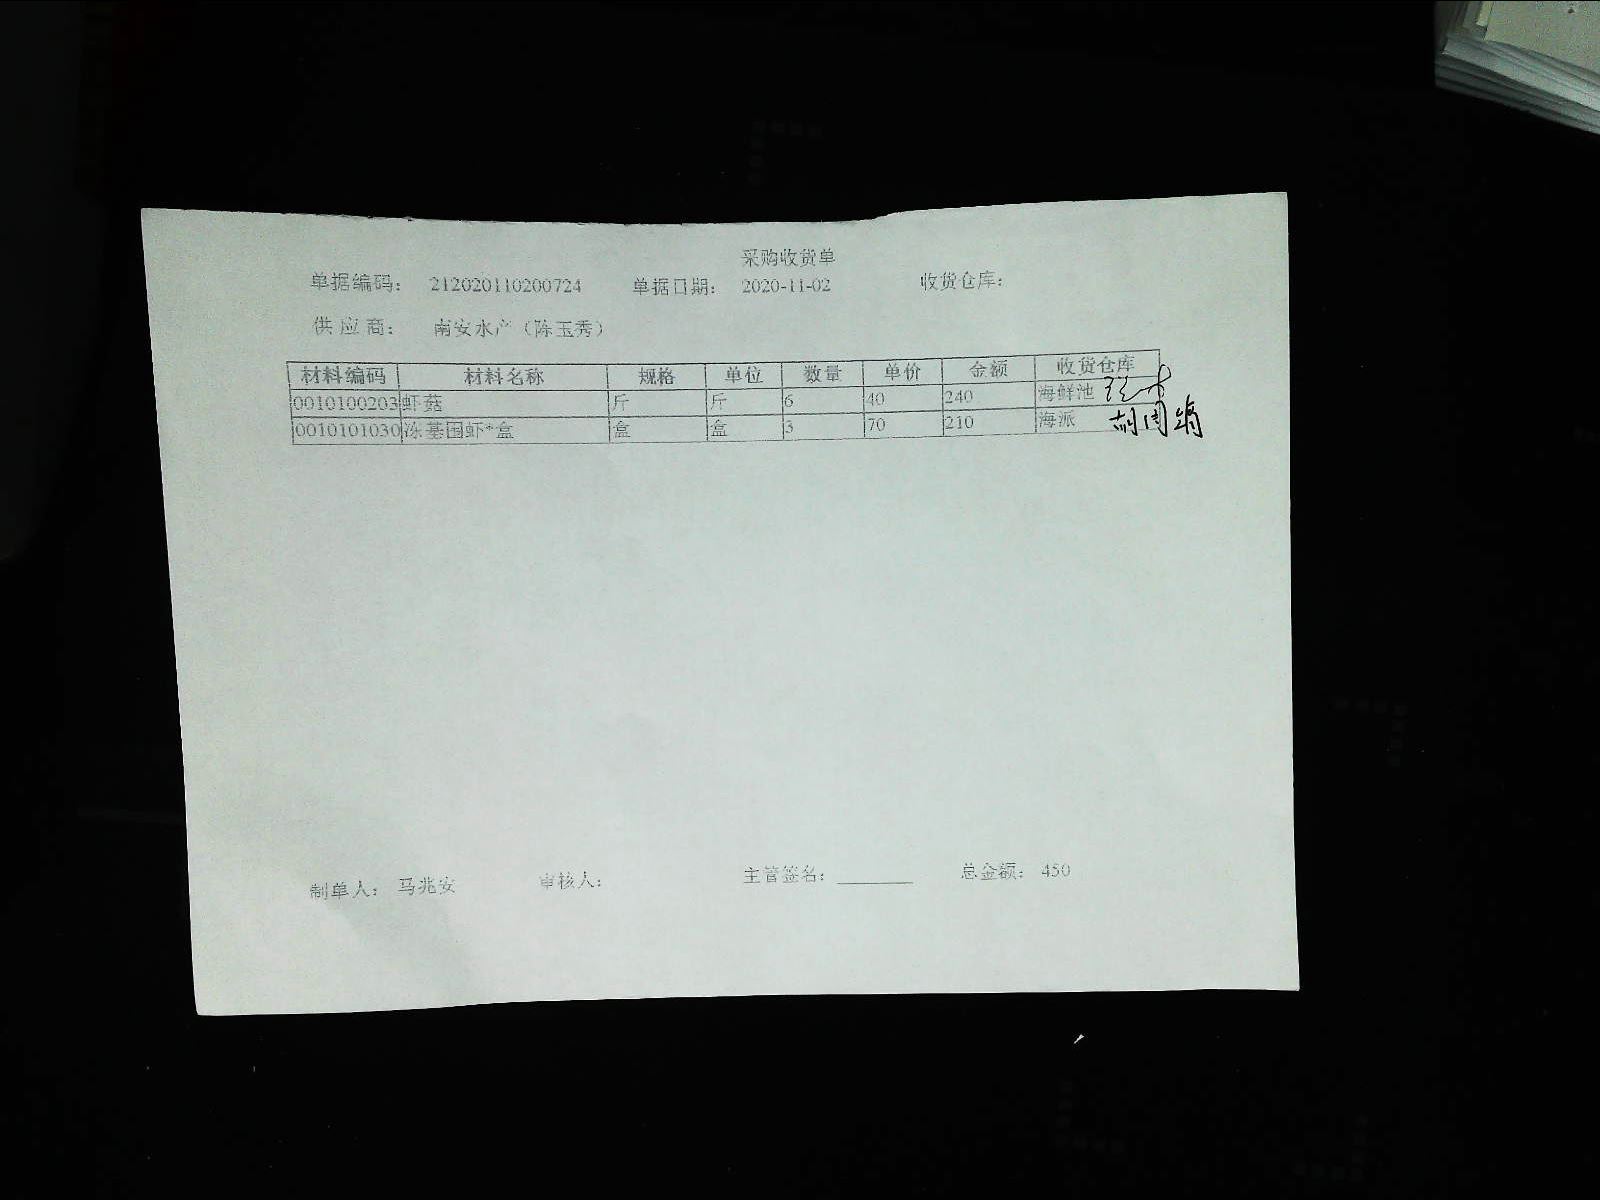 采购收货单
单据编码: 212020110200724 单据日期: 2020-11-02 收货仓库:
供应商: 南安水产（陈玉秀）
材料编码 材料名称 规格 单位 数量 单价 金额 收货仓库
0010100203 虾菇 斤 斤 6 40 240 海鲜池
0010101030 冻基围虾*盒 盒 盒 3 70 210 海派
制单人: 马兆安 审核人: 主管签名: 总金额: 450